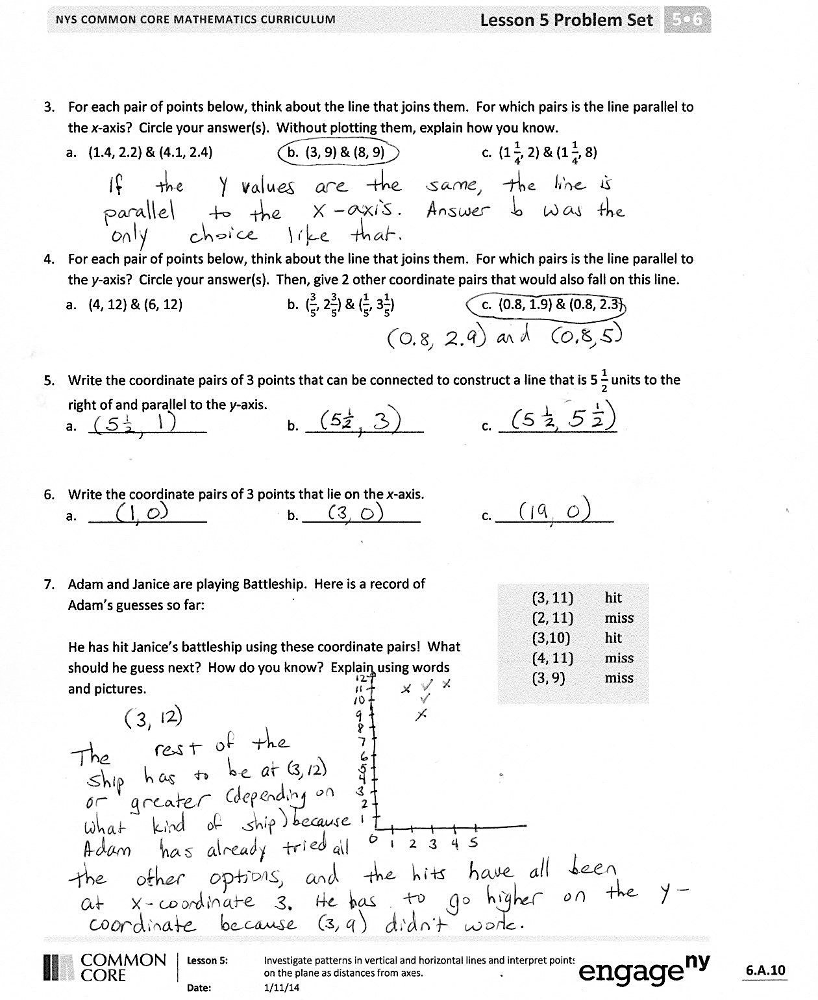 NYS COMMON CORE MATHEMATICS CURRICULUM Lesson 5 Problem Set 5•6
3. For each pair of points below, think about the line that joins them. For which pairs is the line parallel to
the x-axis? Circle your answer(s). Without plotting them, explain how you know.
a. (1.4, 2.2) & (4.1, 2.4) b. (3, 9) & (8, 9) c. (1 1/4, 2) & (1 1/4, 8)
If the y values are the same, the line is
parallel to the x-axis. Answer b was the
only choice like that.
4. For each pair of points below, think about the line that joins them. For which pairs is the line parallel to
the y-axis? Circle your answer(s). Then, give 2 other coordinate pairs that would also fall on this line.
a. (4, 12) & (6, 12) b. (3/5, 2 3/5) & (1/5, 3 1/5) c. (0.8, 1.9) & (0.8, 2.3)
(0.8, 2.9) and (0.8, 5)
5. Write the coordinate pairs of 3 points that can be connected to construct a line that is 5 1/2 units to the
right of and parallel to the y-axis.
a. (5 1/2, 1) b. (5 1/2, 3) c. (5 1/2, 5 1/2)
6. Write the coordinate pairs of 3 points that lie on the x-axis.
a. (1, 0) b. (3, 0) c. (19, 0)
7. Adam and Janice are playing Battleship. Here is a record of
Adam's guesses so far:
(3, 11) hit
(2, 11) miss
(3,10) hit
(4, 11) miss
(3, 9) miss
He has hit Janice's battleship using these coordinate pairs! What
should he guess next? How do you know? Explain using words
and pictures.
12
11
10
9
8
7
6
5
4
3
2
1
0 1 2 3 4 5
(3, 12)
The rest of the
ship has to be at (3, 12)
or greater (depending on
what kind of ship) because
Adam has already tried all
the other options, and the hits have all been
at x-coordinate 3. He has to go higher on the y-
coordinate because (3, 9) didn't work.
COMMON CORE
Lesson 5: Investigate patterns in vertical and horizontal lines and interpret points
on the plane as distances from axes.
Date: 1/11/14
engageny
6.A.10